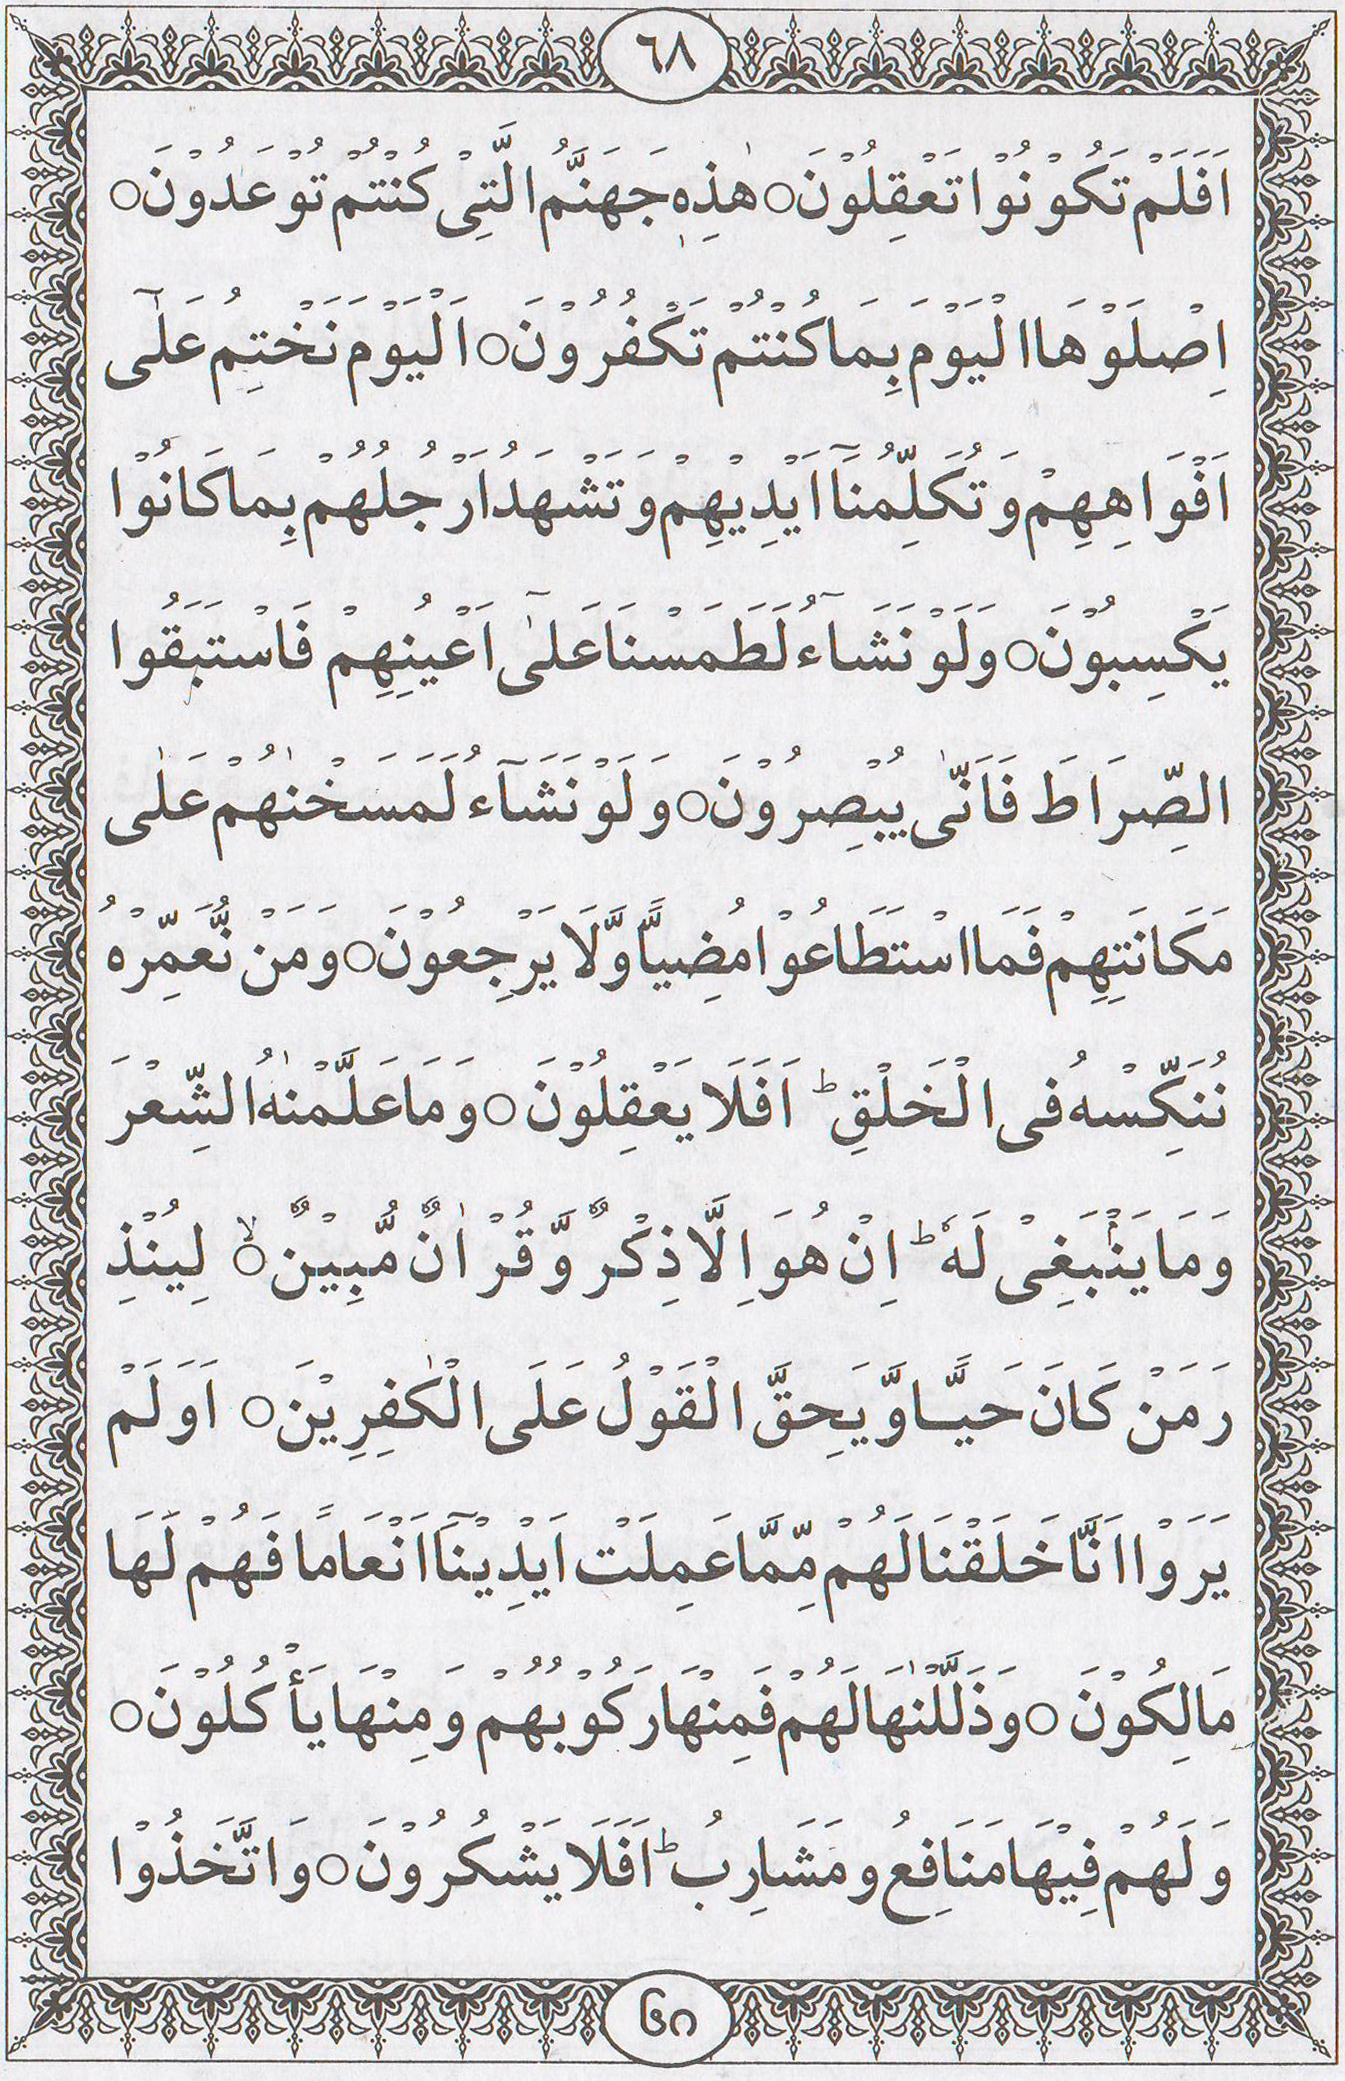 ٦٨
اَفَلَمْ تَكُوْنُوْا تَعْقِلُوْنَ○ هٰذِهٖ جَهَنَّمُ الَّتِیْ كُنْتُمْ تُوْعَدُوْنَ○
اِصْلَوْهَا الْیَوْمَ بِمَا كُنْتُمْ تَكْفُرُوْنَ○ اَلْیَوْمَ نَخْتِمُ عَلٰۤی
اَفْوَاهِهِمْ وَتُكَلِّمُنَاۤ اَیْدِیْهِمْ وَتَشْهَدُ اَرْجُلُهُمْ بِمَا كَانُوْا
یَكْسِبُوْنَ○ وَلَوْ نَشَآءُ لَطَمَسْنَا عَلٰۤی اَعْیُنِهِمْ فَاسْتَبَقُوا
الصِّرَاطَ فَاَنّٰی یُبْصِرُوْنَ○ وَلَوْ نَشَآءُ لَمَسَخْنٰهُمْ عَلٰی
مَكَانَتِهِمْ فَمَا اسْتَطَاعُوْا مُضِیًّا وَّلَا یَرْجِعُوْنَ○ وَمَنْ نُّعَمِّرْهُ
نُنَكِّسْهُ فِی الْخَلْقِ ؕ اَفَلَا یَعْقِلُوْنَ○ وَمَا عَلَّمْنٰهُ الشِّعْرَ
وَمَا یَنْۢبَغِیْ لَهٗ ؕ اِنْ هُوَ اِلَّا ذِكْرٌ وَّقُرْاٰنٌ مُّبِیْنٌ○ۙ لِیُنْذِ
رَ مَنْ كَانَ حَیًّا وَّیَحِقَّ الْقَوْلُ عَلَی الْكٰفِرِیْنَ○ اَوَلَمْ
یَرَوْا اَنَّا خَلَقْنَا لَهُمْ مِّمَّا عَمِلَتْ اَیْدِیْنَاۤ اَنْعَامًا فَهُمْ لَهَا
مَالِكُوْنَ○ وَذَلَّلْنٰهَا لَهُمْ فَمِنْهَا رَكُوْبُهُمْ وَمِنْهَا یَأْكُلُوْنَ○
وَلَهُمْ فِیْهَا مَنَافِعُ وَمَشَارِبُ ؕ اَفَلَا یَشْكُرُوْنَ○ وَاتَّخَذُوْا